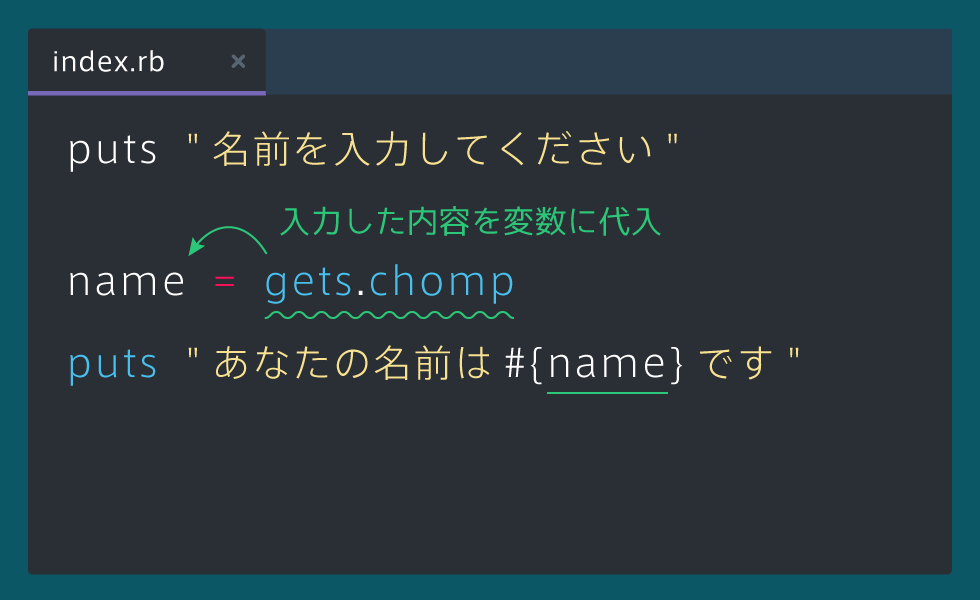 index.rb ×
puts "名前を入力してください"
入力した内容を変数に代入
name = gets.chomp
puts "あなたの名前は #{name} です"